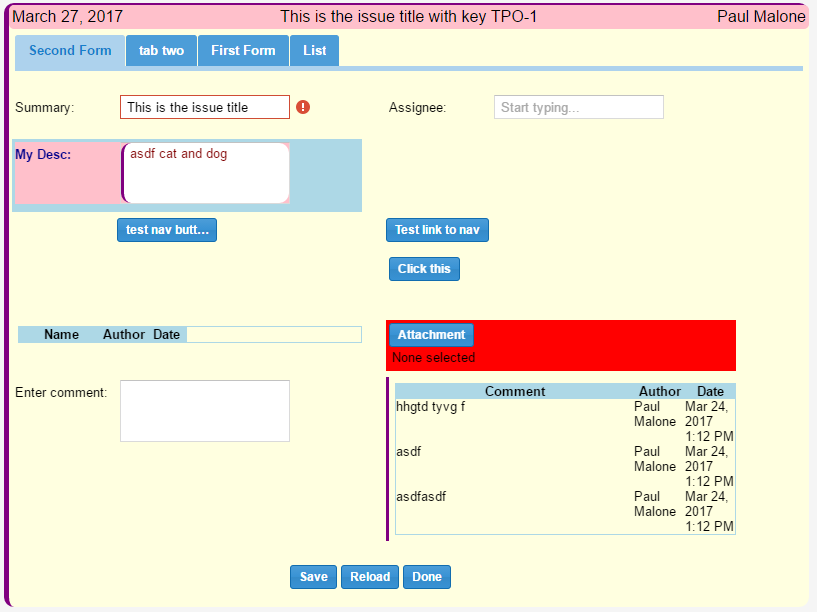 March 27, 2017 This is the issue title with key TPO-1 Paul Malone
Second Form tab two First Form List
Summary: This is the issue title ! Assignee: Start typing...
My Desc: asdf cat and dog
test nav butt... Test link to nav
Click this
Name Author Date Attachment
None selected
Enter comment:
Comment Author Date
hhgtd tyvg f Paul Mar 24,
Malone 2017
1:12 PM
asdf Paul Mar 24,
Malone 2017
1:12 PM
asdfasdf Paul Mar 24,
Malone 2017
1:12 PM
Save Reload Done